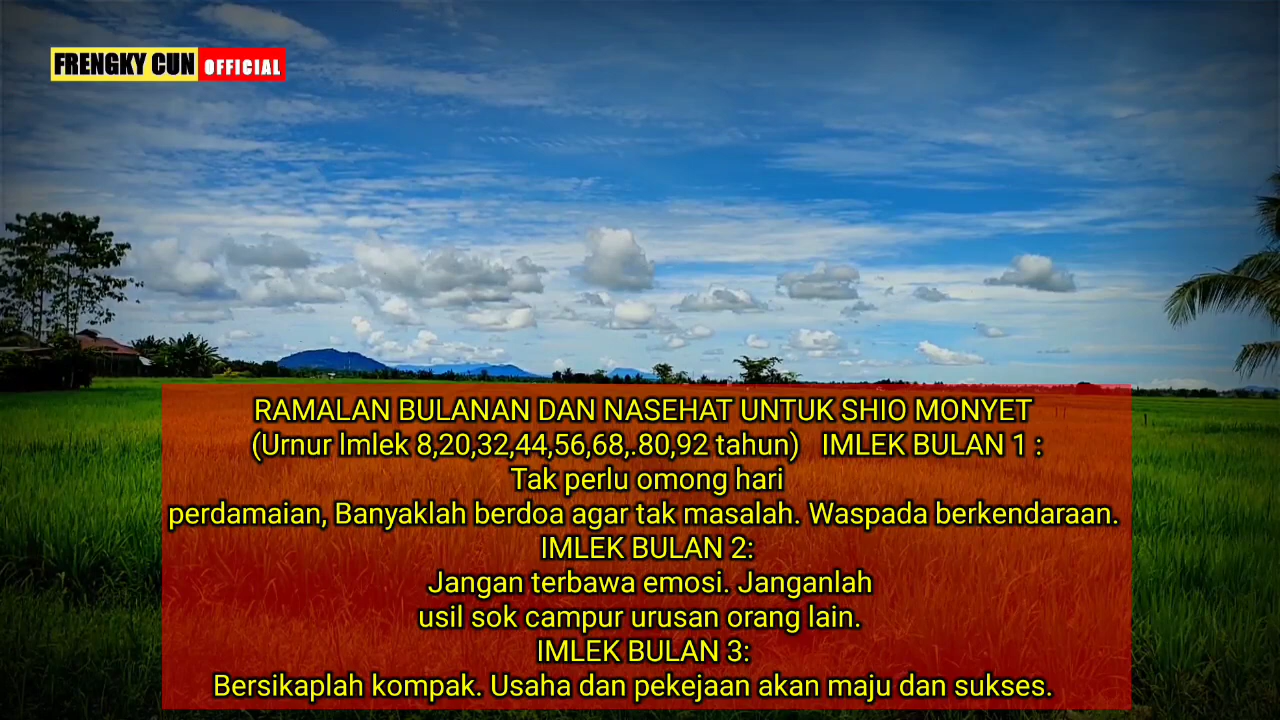 FRENGKY CUN OFFICIAL
RAMALAN BULANAN DAN NASEHAT UNTUK SHIO MONYET
(Urnur lmlek 8,20,32,44,56,68,.80,92 tahun) IMLEK BULAN 1 :
Tak perlu omong hari
perdamaian, Banyaklah berdoa agar tak masalah. Waspada berkendaraan.
IMLEK BULAN 2:
Jangan terbawa emosi. Janganlah
usil sok campur urusan orang lain.
IMLEK BULAN 3:
Bersikaplah kompak. Usaha dan pekejaan akan maju dan sukses.